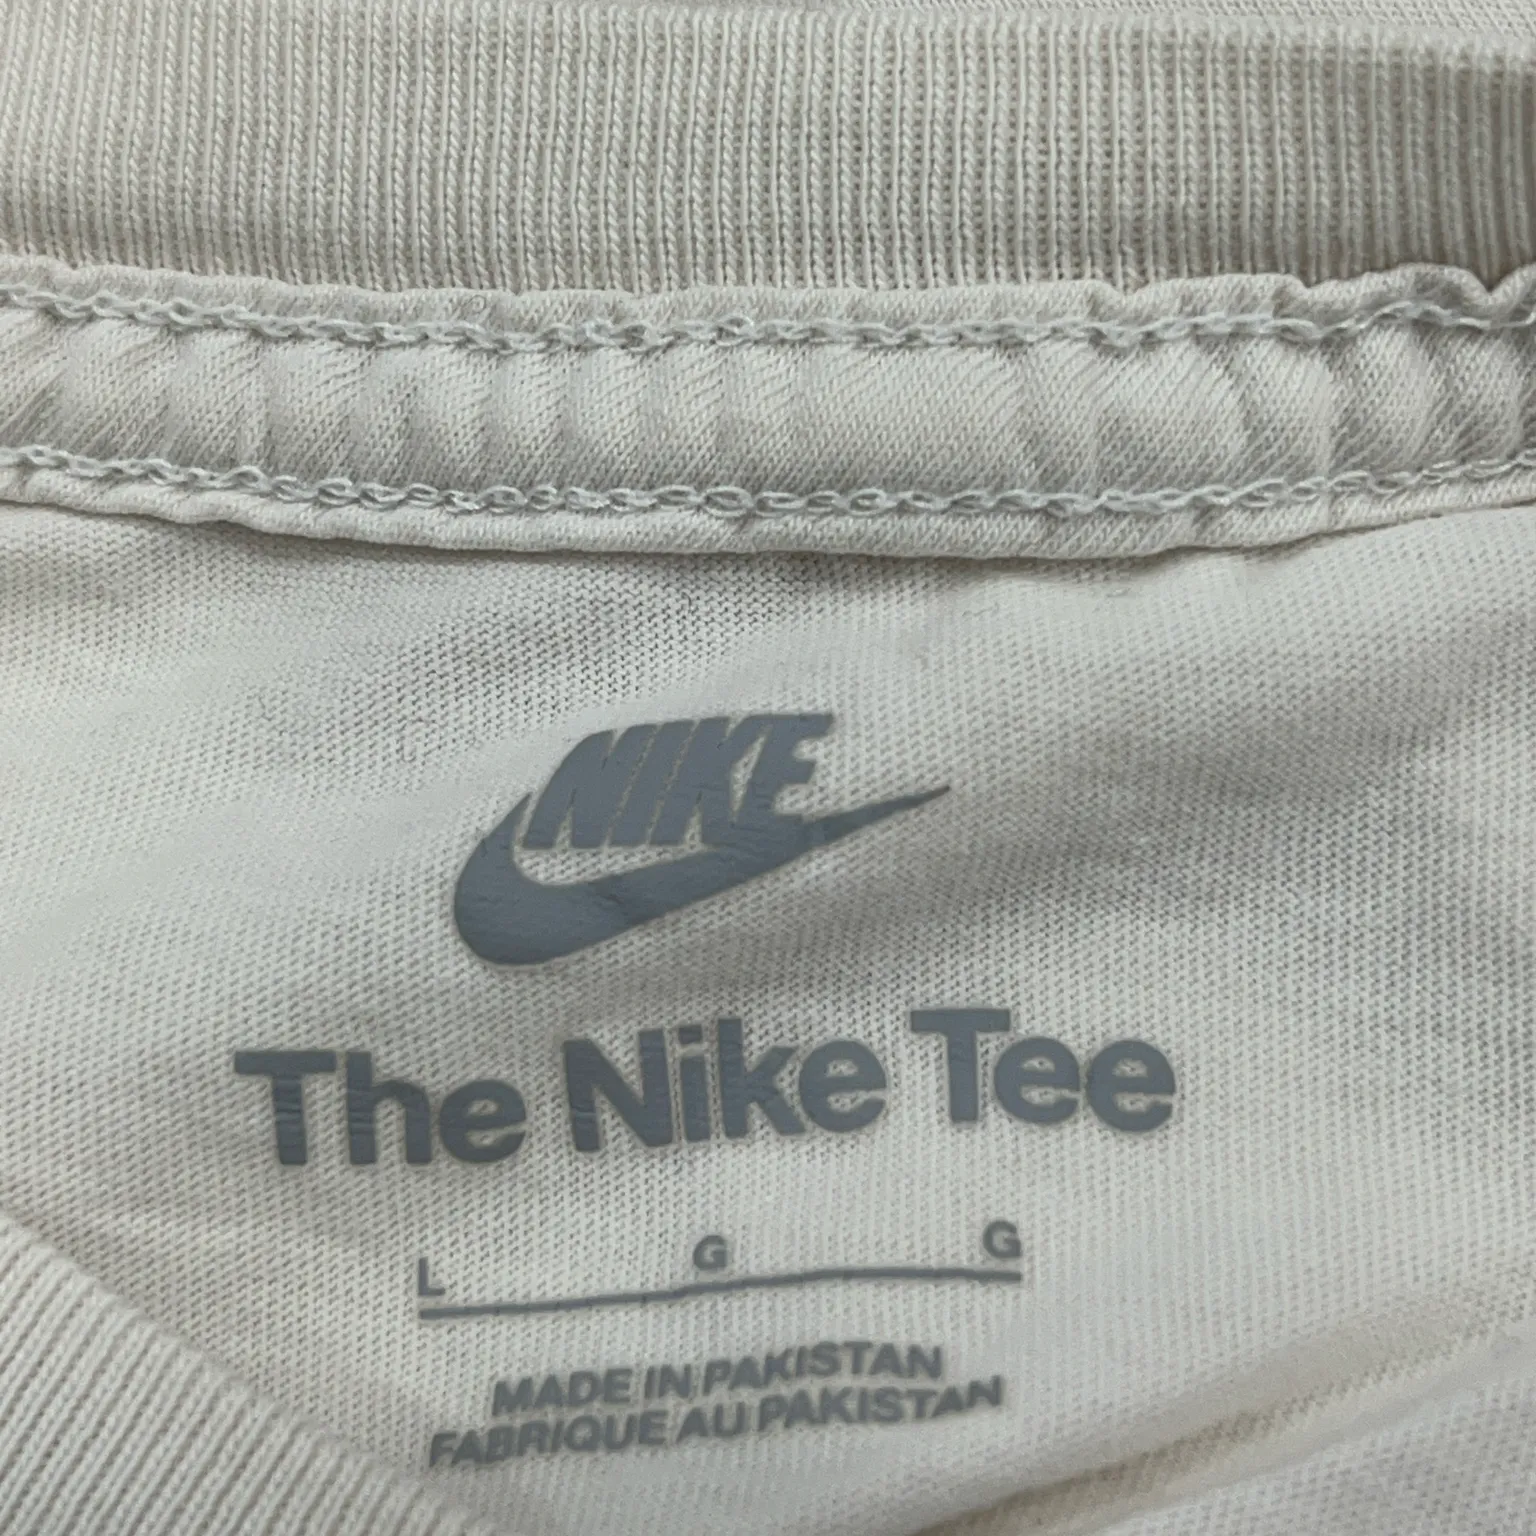 NIKE
The Nike Tee
L G G
MADE IN PAKISTAN
FABRIQUE AU PAKISTAN